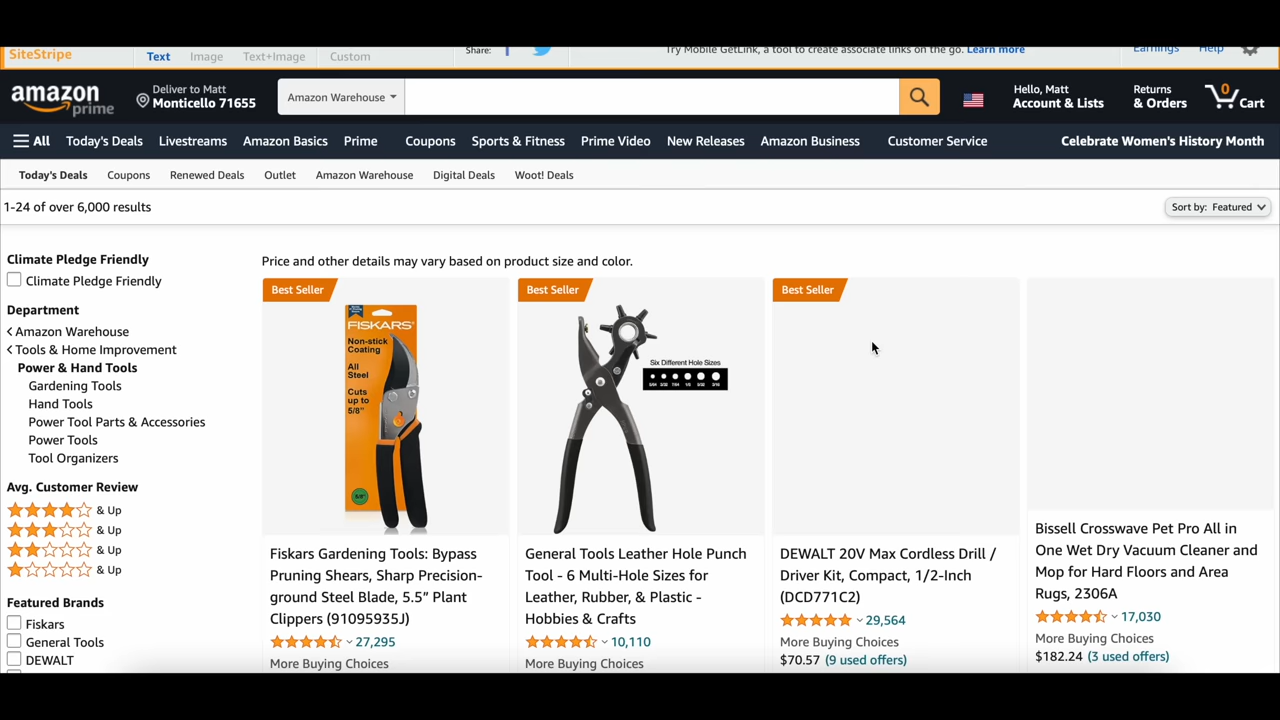 SiteStripe
Text Image Text+Image Custom
Share:
Try Mobile GetLink, a tool to create associate links on the go. Learn more
Earnings Help
amazon prime
Deliver to Matt
Monticello 71655
Amazon Warehouse
Hello, Matt
Account & Lists
Returns
& Orders
0
Cart
All Today's Deals Livestreams Amazon Basics Prime Coupons Sports & Fitness Prime Video New Releases Amazon Business Customer Service Celebrate Women's History Month
Today's Deals Coupons Renewed Deals Outlet Amazon Warehouse Digital Deals Woot! Deals
1-24 of over 6,000 results
Sort by: Featured
Climate Pledge Friendly
Climate Pledge Friendly
Department
Amazon Warehouse
Tools & Home Improvement
Power & Hand Tools
Gardening Tools
Hand Tools
Power Tool Parts & Accessories
Power Tools
Tool Organizers
Avg. Customer Review
& Up
& Up
& Up
& Up
Featured Brands
Fiskars
General Tools
DEWALT
Price and other details may vary based on product size and color.
Best Seller
FISKARS
Non-stick
Coating
All
Steel
Cuts
up to
5/8"
Fiskars Gardening Tools: Bypass
Pruning Shears, Sharp Precision-
ground Steel Blade, 5.5” Plant
Clippers (91095935J)
27,295
More Buying Choices
Best Seller
Six Different Hole Sizes
5/64 3/32 7/64 1/8 5/32 3/16
General Tools Leather Hole Punch
Tool - 6 Multi-Hole Sizes for
Leather, Rubber, & Plastic -
Hobbies & Crafts
10,110
More Buying Choices
Best Seller
DEWALT 20V Max Cordless Drill /
Driver Kit, Compact, 1/2-Inch
(DCD771C2)
29,564
More Buying Choices
$70.57 (9 used offers)
Bissell Crosswave Pet Pro All in
One Wet Dry Vacuum Cleaner and
Mop for Hard Floors and Area
Rugs, 2306A
17,030
More Buying Choices
$182.24 (3 used offers)